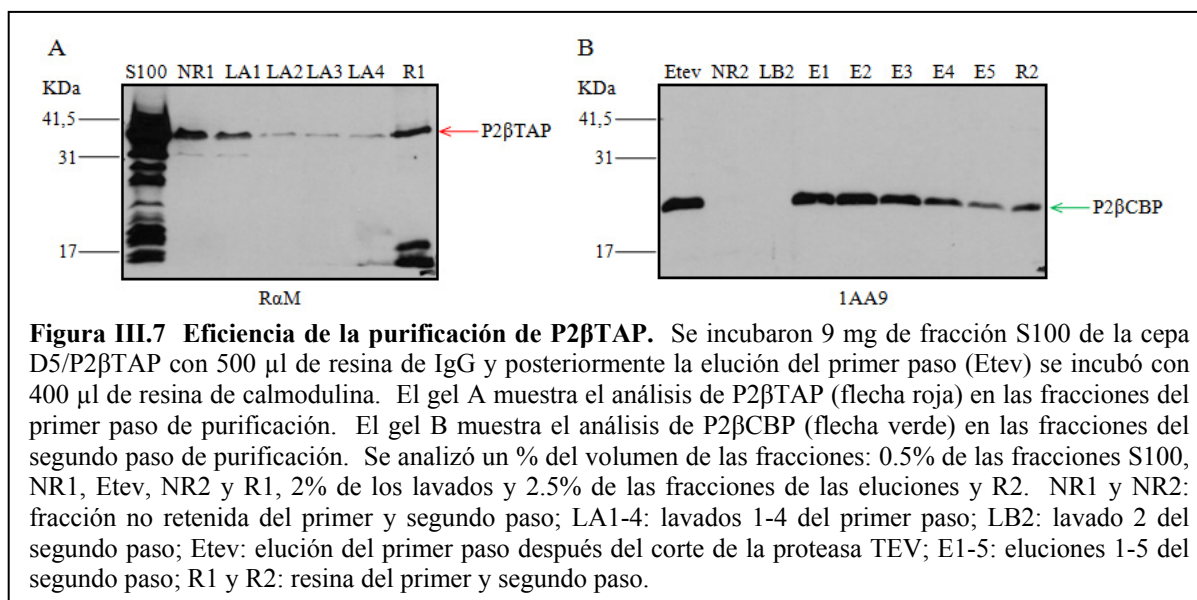 A
S100 NR1 LA1 LA2 LA3 LA4 R1
KDa
41,5
31
17
P2βTAP
RαM
B
Etev NR2 LB2 E1 E2 E3 E4 E5 R2
KDa
41,5
31
17
P2βCBP
1AA9
Figura III.7 Eficiencia de la purificación de P2βTAP. Se incubaron 9 mg de fracción S100 de la cepa
D5/P2βTAP con 500 µl de resina de IgG y posteriormente la elución del primer paso (Etev) se incubó con
400 µl de resina de calmodulina. El gel A muestra el análisis de P2βTAP (flecha roja) en las fracciones del
primer paso de purificación. El gel B muestra el análisis de P2βCBP (flecha verde) en las fracciones del
segundo paso de purificación. Se analizó un % del volumen de las fracciones: 0.5% de las fracciones S100,
NR1, Etev, NR2 y R1, 2% de los lavados y 2.5% de las fracciones de las eluciones y R2. NR1 y NR2:
fracción no retenida del primer y segundo paso; LA1-4: lavados 1-4 del primer paso; LB2: lavado 2 del
segundo paso; Etev: elución del primer paso después del corte de la proteasa TEV; E1-5: eluciones 1-5 del
segundo paso; R1 y R2: resina del primer y segundo paso.